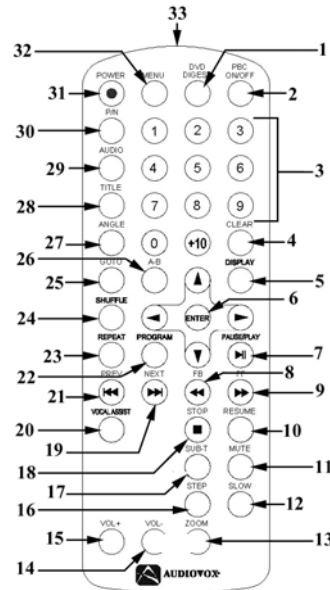 33
32
1
POWER MENU DVD DIGEST PBC ON/OFF
31
2
P/N
30
1 2 3
AUDIO
29
4 5 6
3
TITLE
28
7 8 9
ANGLE
CLEAR
27
0 +10
4
26
GOTO A-B
DISPLAY
25
5
SHUFFLE
6
24
ENTER
REPEAT PROGRAM PAUSE/PLAY
23
7
22
8
PREV NEXT FB FF
21
9
VOCAL ASSIST STOP RESUME
20
19
10
18
SUB-T MUTE
17
11
STEP SLOW
16
12
VOL+ VOL- ZOOM
15
13
14
AUDIOVOX